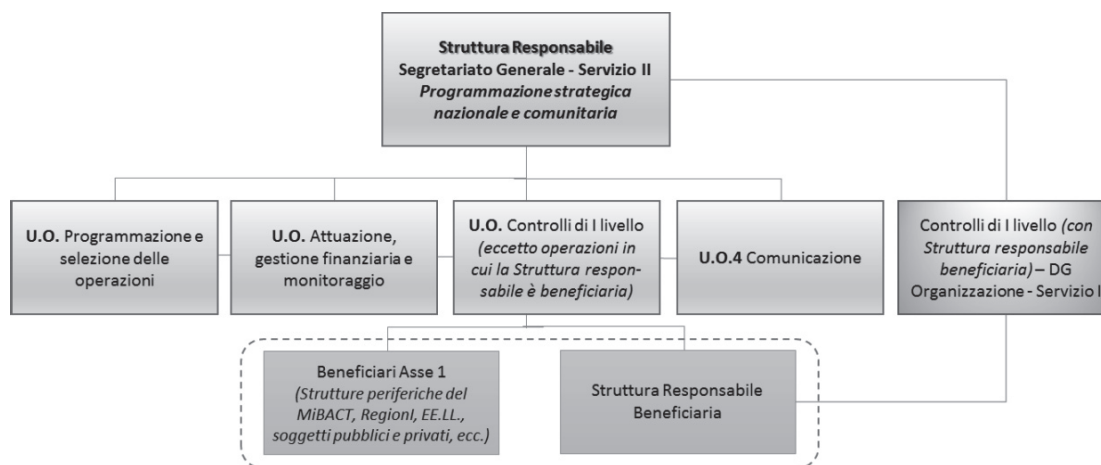 Struttura Responsabile
Segretariato Generale - Servizio II
Programmazione strategica
nazionale e comunitaria
U.O. Programmazione e
selezione delle
operazioni
U.O. Attuazione,
gestione finanziaria e
monitoraggio
U.O. Controlli di I livello
(eccetto operazioni in
cui la Struttura respon-
sabile è beneficiaria)
U.O.4 Comunicazione
Controlli di I livello (con
Struttura responsabile
beneficiaria) – DG
Organizzazione - Servizio I
Beneficiari Asse 1
(Strutture periferiche del
MiBACT, RegionI, EE.LL.,
soggetti pubblici e privati, ecc.)
Struttura Responsabile
Beneficiaria